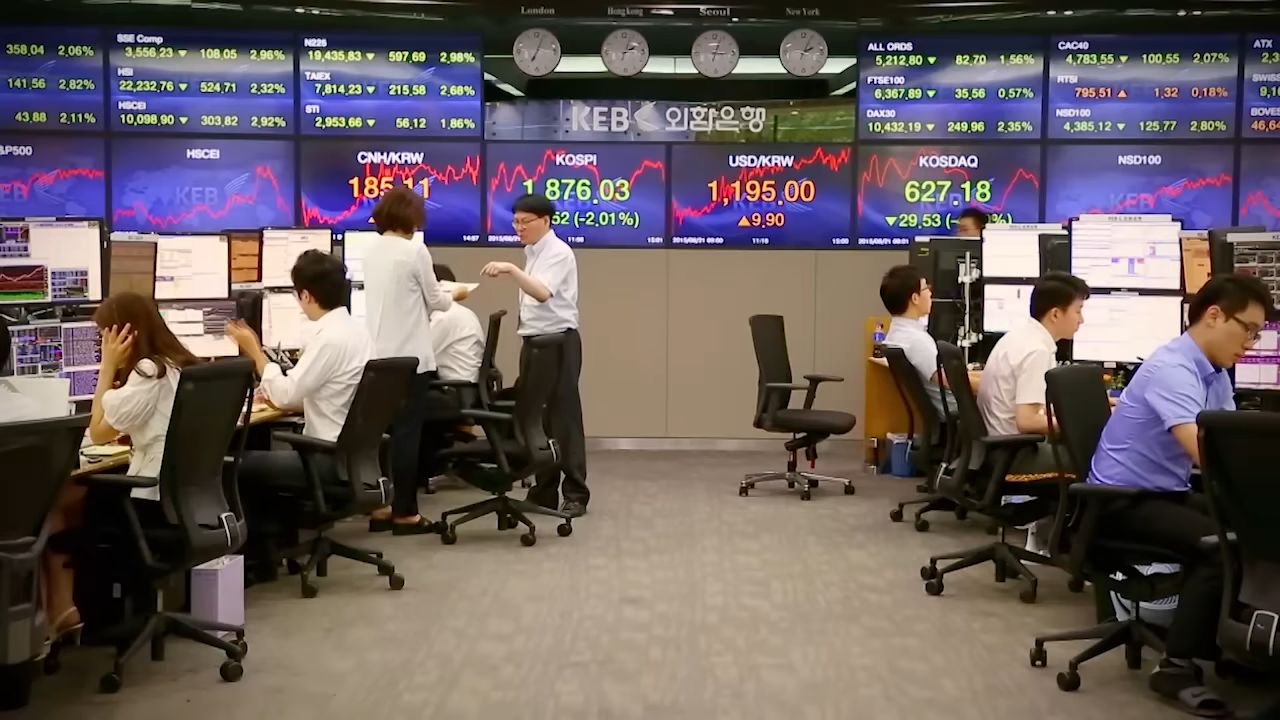 London Hong Kong Seoul New York
358,04 2,06%
141,56 2,82%
43,88 2,11%
SSE Comp
3,556,23 ▼ 108,05 2,96%
HSI
22,232,76 ▼ 524,71 2,32%
HSCEI
10,098,90 ▼ 303,82 2,92%
N225
19,435,83 ▼ 597,69 2,98%
TAIEX
7,814,23 ▼ 215,58 2,68%
STI
2,953,66 ▼ 56,12 1,86%
KEB 외환은행
ALL ORDS
5,212,80 ▼ 82,70 1,56%
FTSE100
6,367,89 ▼ 35,56 0,57%
DAX30
10,432,19 ▼ 249,96 2,35%
CAC40
4,783,55 ▼ 100,55 2,07%
RTSI
795,51 ▲ 1,32 0,18%
NSD100
4,385,12 ▼ 125,77 2,80%
ATX
SWISS
BOVES
&P500
HSCEI
KEB
CNH/KRW
KOSPI
1,876.03
52 (-2,01%)
USD/KRW
1,195.00
▲9.90
KOSDAQ
627.18
▼29,53
NSD100